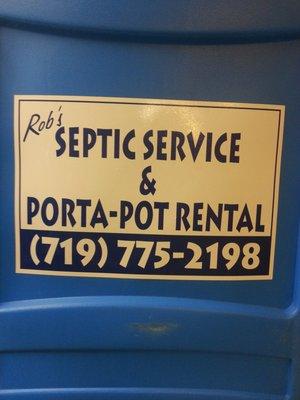 Rob's
SEPTIC SERVICE
&
PORTA-POT RENTAL
(719) 775-2198